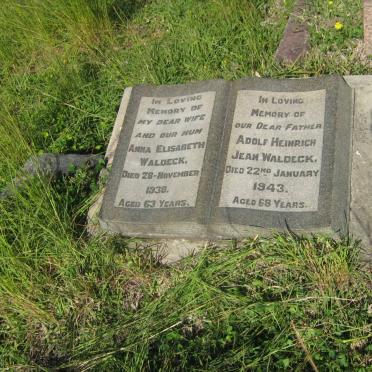 In Loving
Memory of
my dear wife
and our mum
Anna Elisabeth
Waldeck.
Died 28th November
1938.
Aged 63 Years.
In Loving
Memory of
our Dear Father
Adolf Heinrich
Jean Waldeck.
Died 22nd January
1943.
Aged 68 Years.